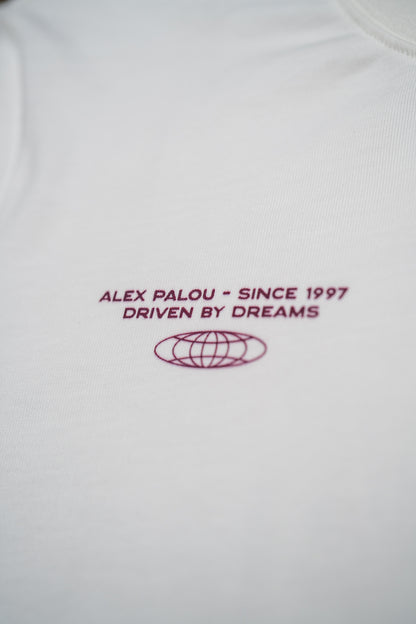 ALEX PALOU - SINCE 1997
DRIVEN BY DREAMS